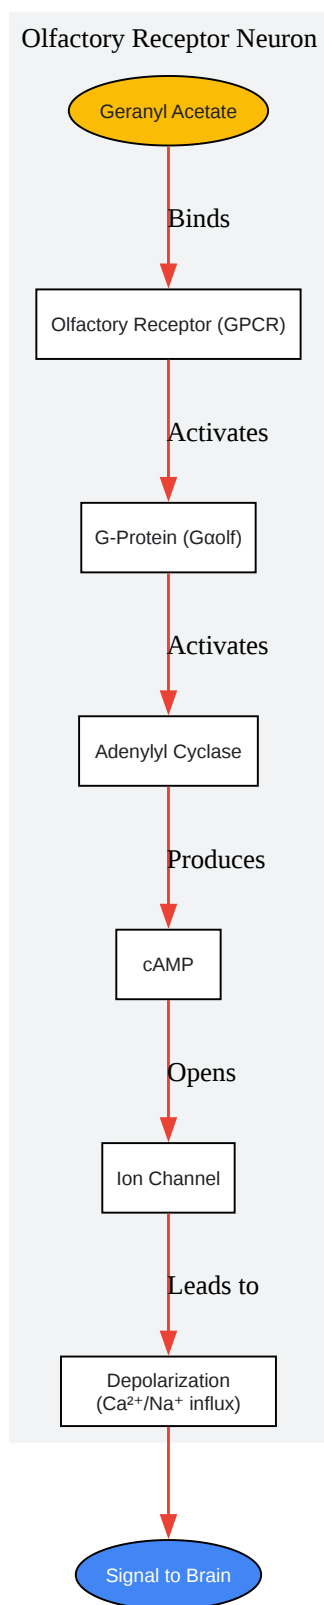 Olfactory Receptor Neuron
Geranyl Acetate
Binds
Olfactory Receptor (GPCR)
Activates
G-Protein (Gαolf)
Activates
Adenylyl Cyclase
Produces
cAMP
Opens
Ion Channel
Leads to
Depolarization
(Ca²⁺/Na⁺ influx)
Signal to Brain